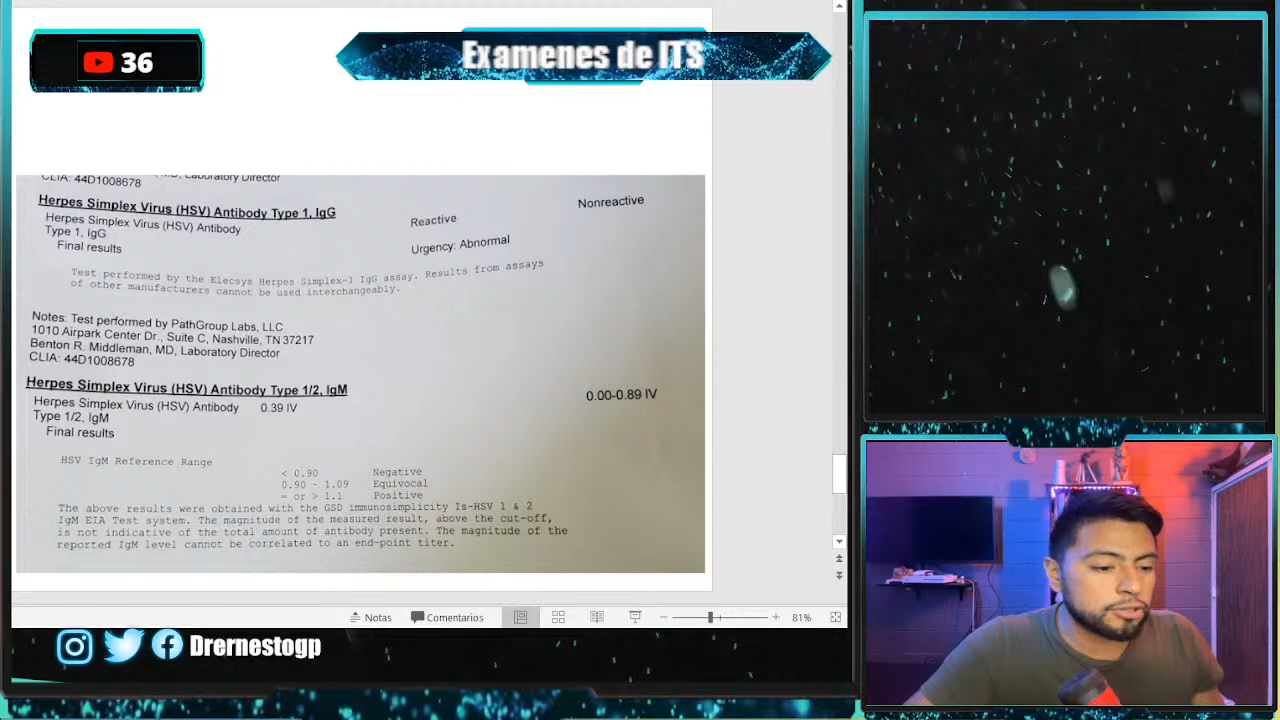 36
Examenes de ITS
CLIA: 44D1008678
MD, Laboratory Director
Herpes Simplex Virus (HSV) Antibody Type 1, IgG
Nonreactive
Herpes Simplex Virus (HSV) Antibody
Reactive
Type 1, IgG
Final results
Urgency: Abnormal
Test performed by the Elecsys Herpes Simplex-1 IgG assay. Results from assays
of other manufacturers cannot be used interchangeably.
Notes: Test performed by PathGroup Labs, LLC
1010 Airpark Center Dr., Suite C, Nashville, TN 37217
Benton R. Middleman, MD, Laboratory Director
CLIA: 44D1008678
Herpes Simplex Virus (HSV) Antibody Type 1/2, IgM
Herpes Simplex Virus (HSV) Antibody 0.39 IV
0.00-0.89 IV
Type 1/2, IgM
Final results
HSV IgM Reference Range
< 0.90 Negative
0.90 - 1.09 Equivocal
= or > 1.1 Positive
The above results were obtained with the GSD immunosimplicity Is-HSV 1 & 2
IgM EIA Test system. The magnitude of the measured result, above the cut-off,
is not indicative of the total amount of antibody present. The magnitude of the
reported IgM level cannot be correlated to an end-point titer.
Notas Comentarios 81%
Drernestogp